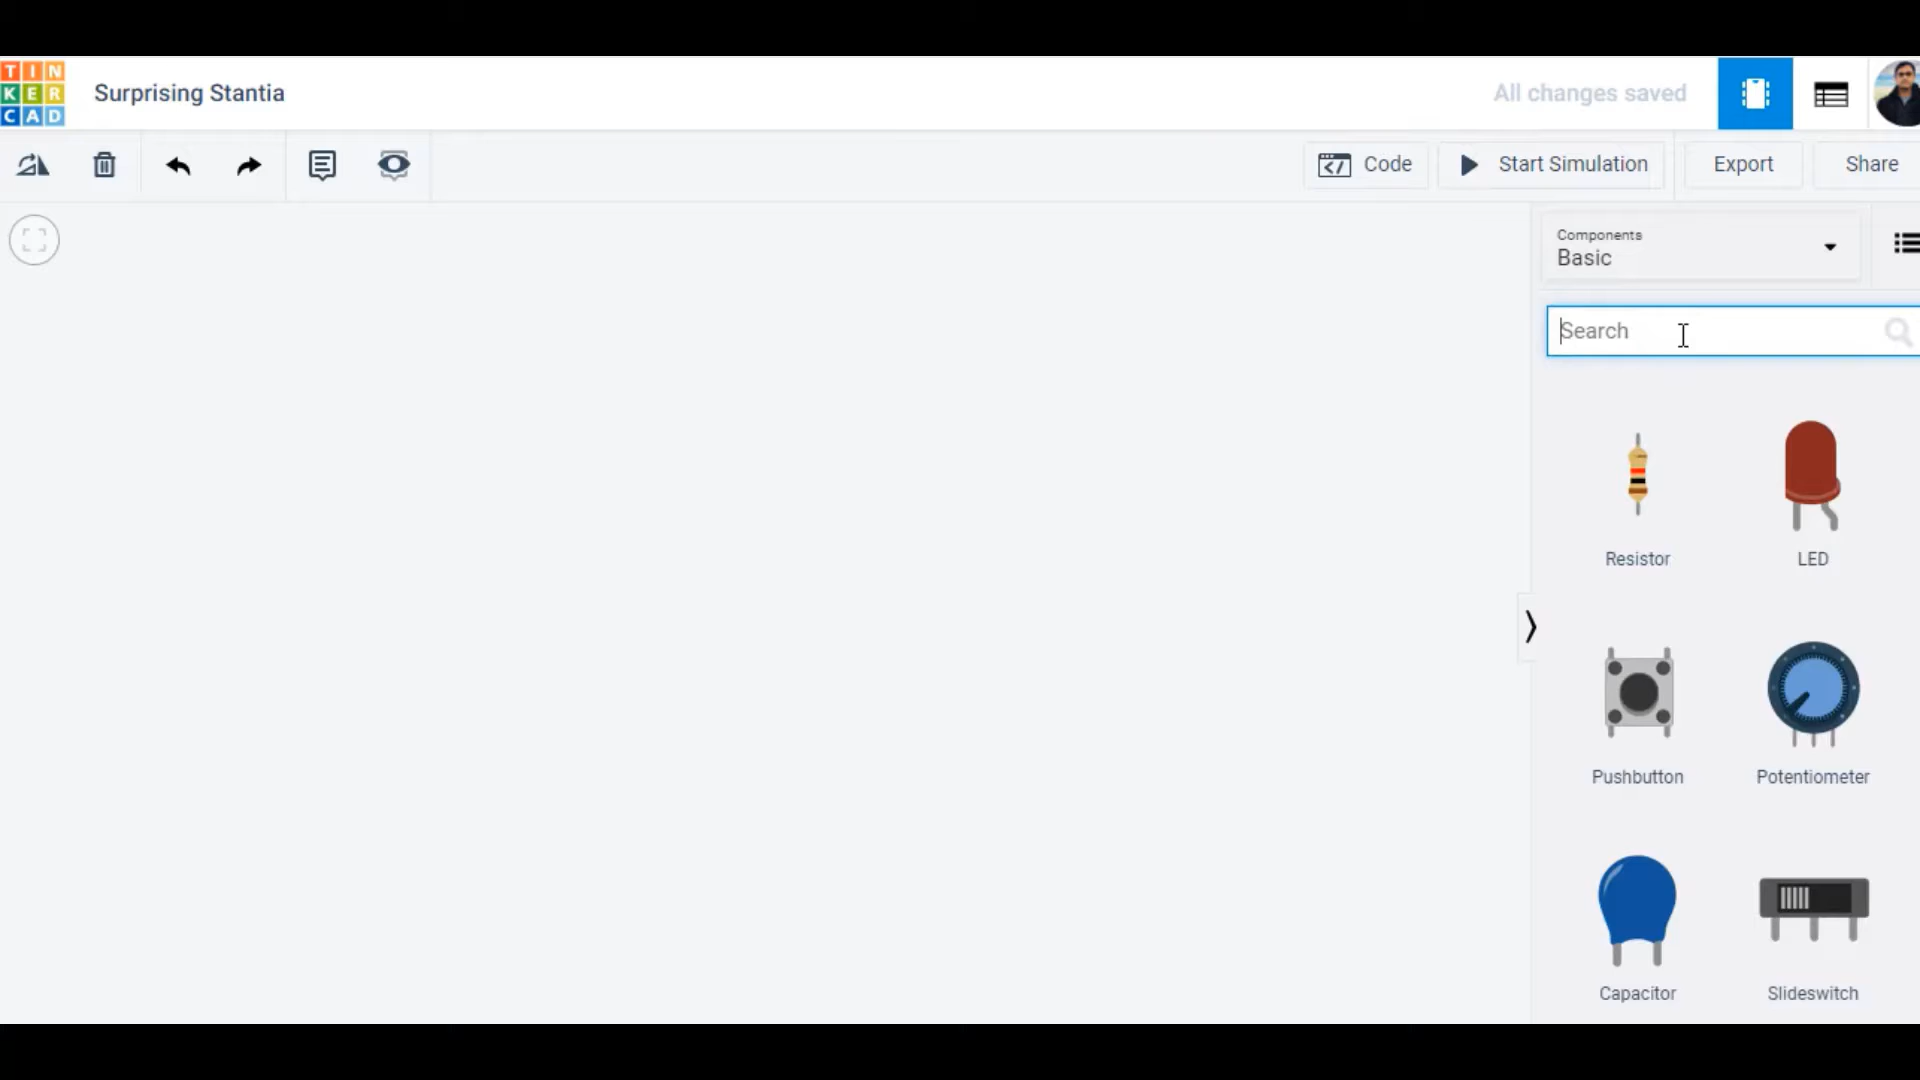 TIN
KER
CAD
Surprising Stantia
All changes saved
Code
Start Simulation
Export
Share
Components
Basic
Search
Resistor
LED
Pushbutton
Potentiometer
Capacitor
Slideswitch